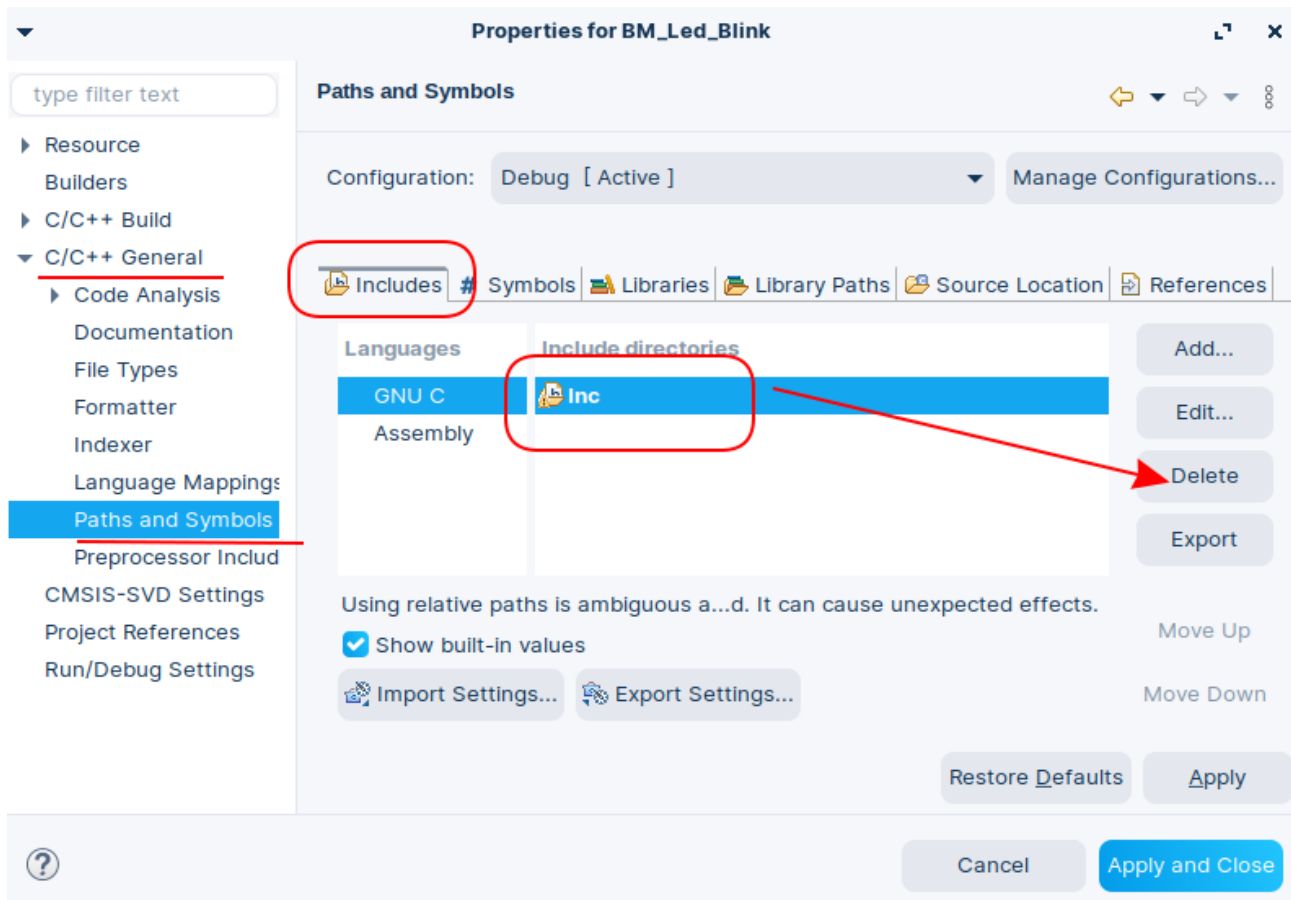 Properties for BM_Led_Blink
type filter text
Resource
Builders
C/C++ Build
C/C++ General
Code Analysis
Documentation
File Types
Formatter
Indexer
Language Mappings
Paths and Symbols
Preprocessor Includ
CMSIS-SVD Settings
Project References
Run/Debug Settings
Paths and Symbols
Configuration: Debug [ Active ] Manage Configurations...
Includes # Symbols Libraries Library Paths Source Location References
Languages Include directories
GNU C Inc
Assembly
Add...
Edit...
Delete
Export
Move Up
Move Down
Using relative paths is ambiguous a...d. It can cause unexpected effects.
Show built-in values
Import Settings... Export Settings...
Restore Defaults Apply
? Cancel Apply and Close